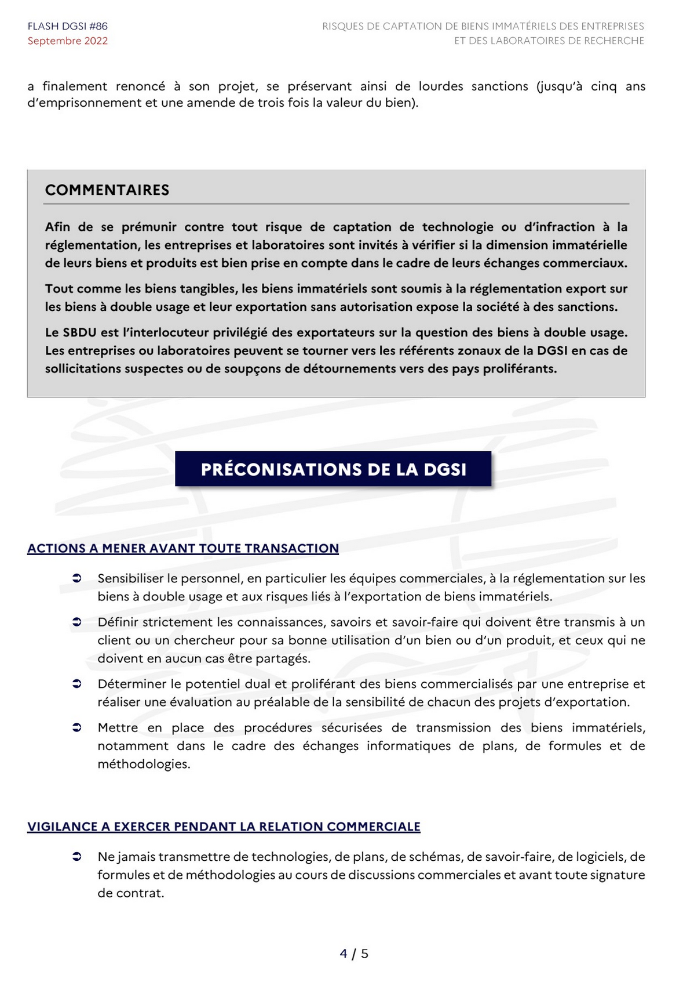 FLASH DGSI #86
Septembre 2022
RISQUES DE CAPTATION DE BIENS IMMATÉRIELS DES ENTREPRISES
ET DES LABORATOIRES DE RECHERCHE
a finalement renoncé à son projet, se préservant ainsi de lourdes sanctions (jusqu’à cinq ans
d’emprisonnement et une amende de trois fois la valeur du bien).
COMMENTAIRES
Afin de se prémunir contre tout risque de captation de technologie ou d’infraction à la
réglementation, les entreprises et laboratoires sont invités à vérifier si la dimension immatérielle
de leurs biens et produits est bien prise en compte dans le cadre de leurs échanges commerciaux.
Tout comme les biens tangibles, les biens immatériels sont soumis à la réglementation export sur
les biens à double usage et leur exportation sans autorisation expose la société à des sanctions.
Le SBDU est l’interlocuteur privilégié des exportateurs sur la question des biens à double usage.
Les entreprises ou laboratoires peuvent se tourner vers les référents zonaux de la DGSI en cas de
sollicitations suspectes ou de soupçons de détournements vers des pays proliférants.
PRÉCONISATIONS DE LA DGSI
ACTIONS A MENER AVANT TOUTE TRANSACTION
➲ Sensibiliser le personnel, en particulier les équipes commerciales, à la réglementation sur les
biens à double usage et aux risques liés à l’exportation de biens immatériels.
➲ Définir strictement les connaissances, savoirs et savoir-faire qui doivent être transmis à un
client ou un chercheur pour sa bonne utilisation d’un bien ou d’un produit, et ceux qui ne
doivent en aucun cas être partagés.
➲ Déterminer le potentiel dual et proliférant des biens commercialisés par une entreprise et
réaliser une évaluation au préalable de la sensibilité de chacun des projets d’exportation.
➲ Mettre en place des procédures sécurisées de transmission des biens immatériels,
notamment dans le cadre des échanges informatiques de plans, de formules et de
méthodologies.
VIGILANCE A EXERCER PENDANT LA RELATION COMMERCIALE
➲ Ne jamais transmettre de technologies, de plans, de schémas, de savoir-faire, de logiciels, de
formules et de méthodologies au cours de discussions commerciales et avant toute signature
de contrat.
4 / 5